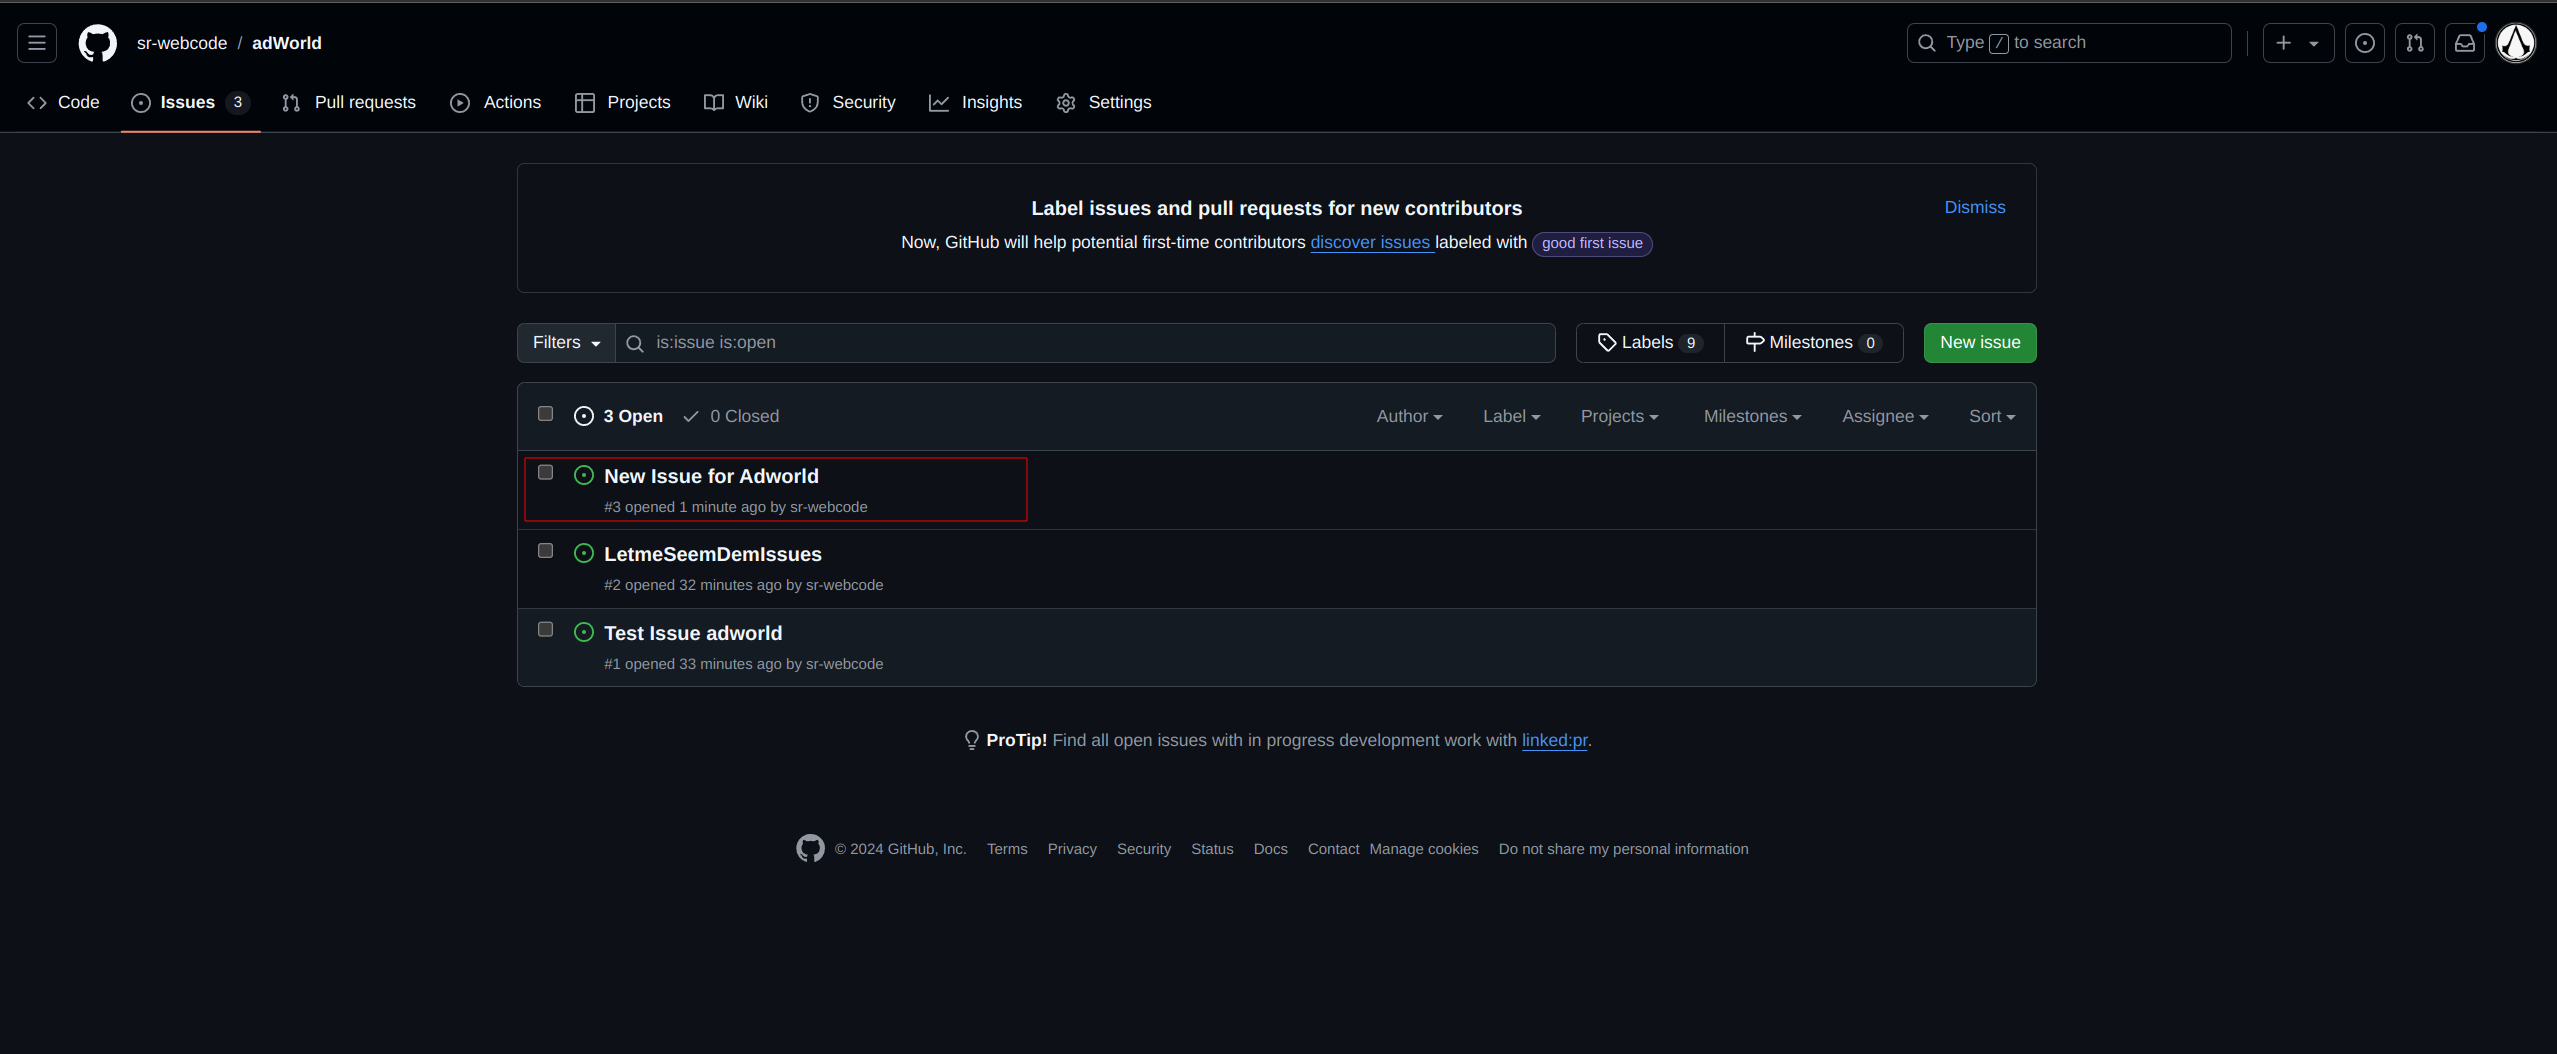 sr-webcode / adWorld
Type / to search
Code Issues 3 Pull requests Actions Projects Wiki Security Insights Settings
Label issues and pull requests for new contributors
Dismiss
Now, GitHub will help potential first-time contributors discover issues labeled with good first issue
Filters is:issue is:open Labels 9 Milestones 0 New issue
3 Open 0 Closed Author Label Projects Milestones Assignee Sort
New Issue for Adworld
#3 opened 1 minute ago by sr-webcode
LetmeSeemDemIssues
#2 opened 32 minutes ago by sr-webcode
Test Issue adworld
#1 opened 33 minutes ago by sr-webcode
ProTip! Find all open issues with in progress development work with linked:pr.
© 2024 GitHub, Inc. Terms Privacy Security Status Docs Contact Manage cookies Do not share my personal information